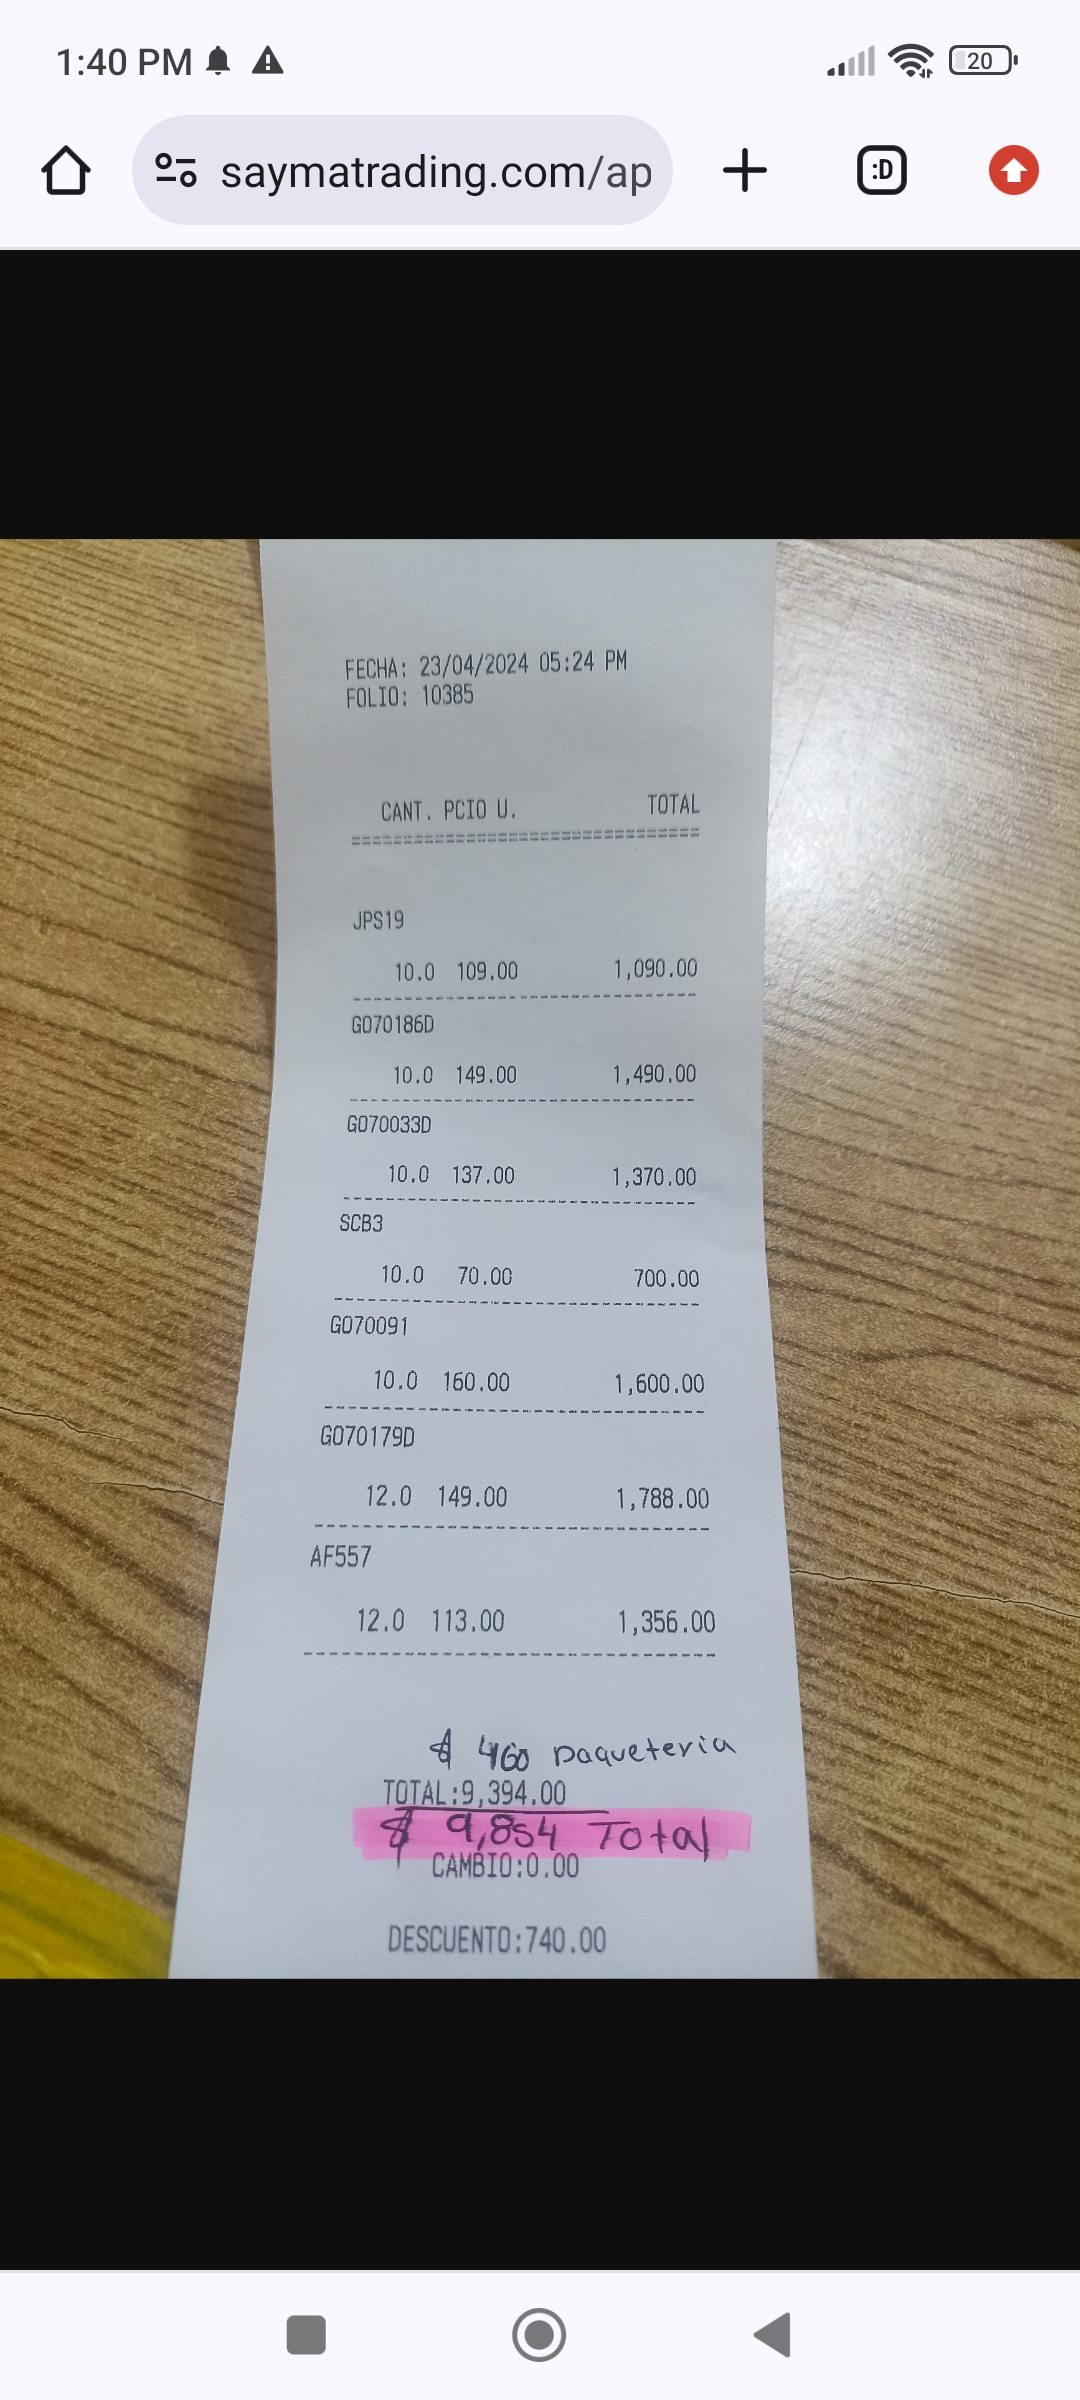 1:40 PM
20
saymatrading.com/ap
:D
FECHA: 23/04/2024 05:24 PM
FOLIO: 10385
CANT. PCIO U. TOTAL
==================================
JPS19
10.0 109.00 1,090.00
GO70186D
10.0 149.00 1,490.00
GO70033D
10.0 137.00 1,370.00
SCB3
10.0 70.00 700.00
GO70091
10.0 160.00 1,600.00
GO70179D
12.0 149.00 1,788.00
AF557
12.0 113.00 1,356.00
$ 460 paqueteria
TOTAL:9,394.00
$ 9,854 Total
CAMBIO:0.00
DESCUENTO:740.00